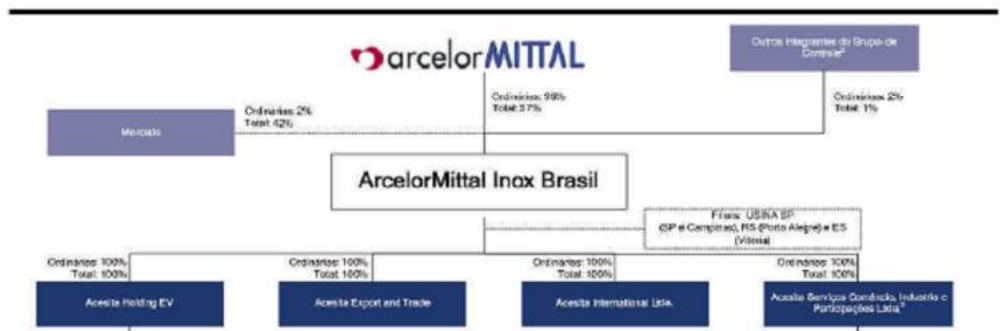 arcelorMITTAL
Outros Integrantes do Grupo de
Controle²
Ordinárias: 2%
Total: 42%
Ordinárias: 96%
Total: 57%
Ordinárias: 2%
Total: 1%
Mercado
ArcelorMittal Inox Brasil
Filiais: USINA SP
(SP e Campinas), RS (Porto Alegre) e ES
(Vitória)
Ordinárias: 100%
Total: 100%
Ordinárias: 100%
Total: 100%
Ordinárias: 100%
Total: 100%
Ordinárias: 100%
Total: 100%
Acesita Holding EV
Acesita Export and Trade
Acesita International Ltda.
Acesita Serviços Comércio, Indústria e
Participações Ltda.